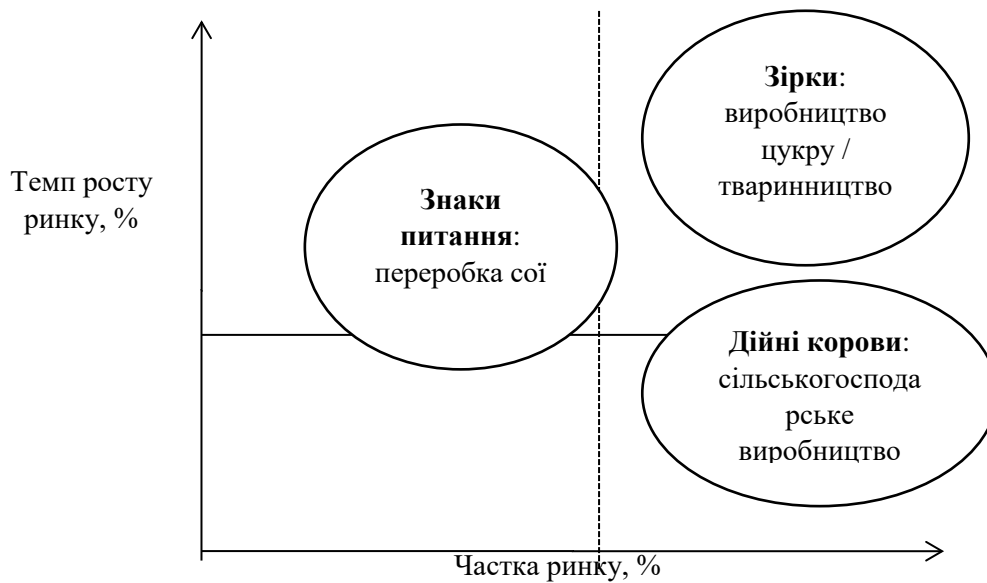 Темп росту
ринку, %
Знаки
питання:
переробка сої
Зірки:
виробництво
цукру /
тваринництво
Дійні корови:
сільськогоспода
рське
виробництво
Частка ринку, %